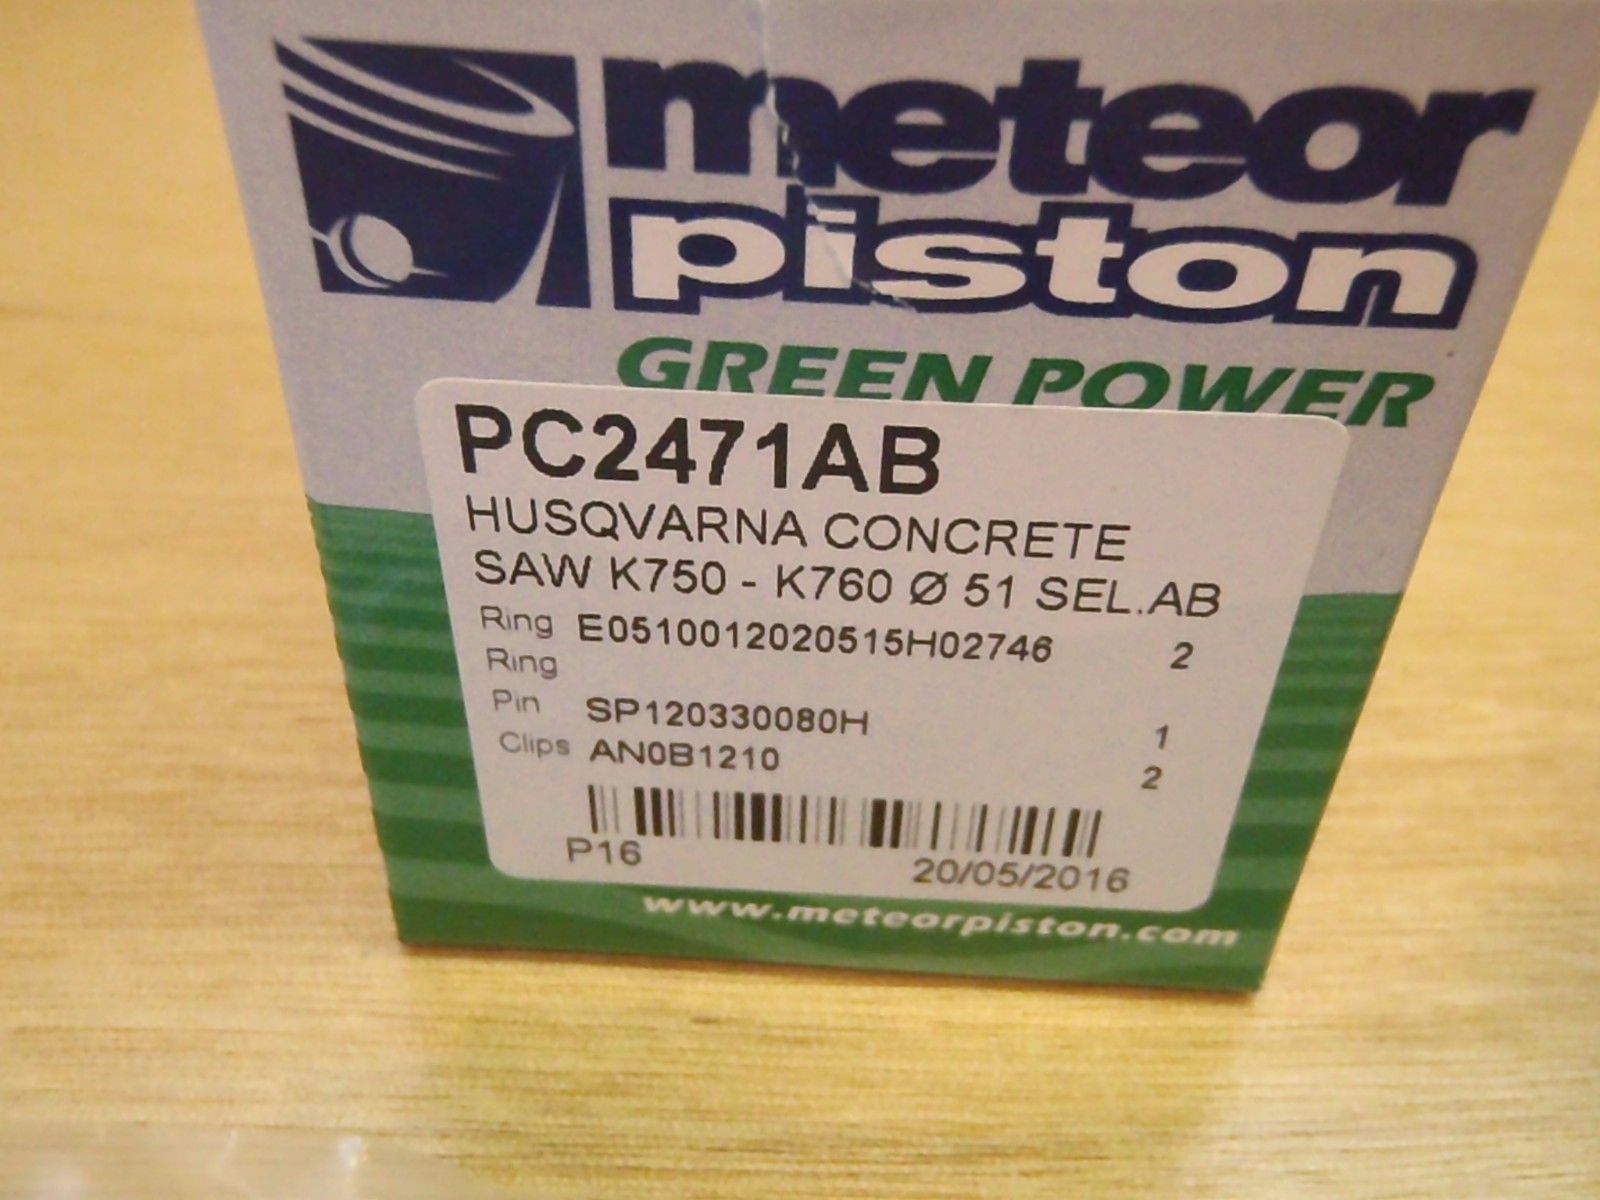 meteor
piston
GREEN POWER
PC2471AB
HUSQVARNA CONCRETE
SAW K750 - K760 Ø 51 SEL.AB
Ring E0510012020515H02746 2
Ring
Pin SP120330080H 1
Clips AN0B1210 2
P16 20/05/2016
www.meteorpiston.com